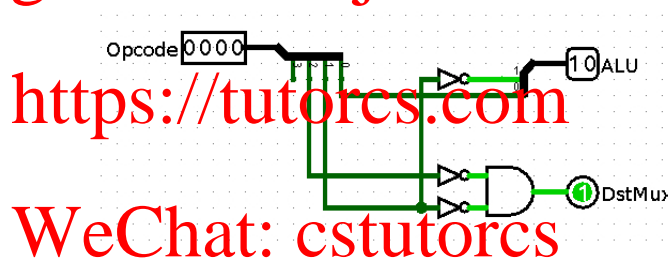 Opcode 0000
10 ALU
https://tutorcs.com
1 DstMux
WeChat: cstutorcs